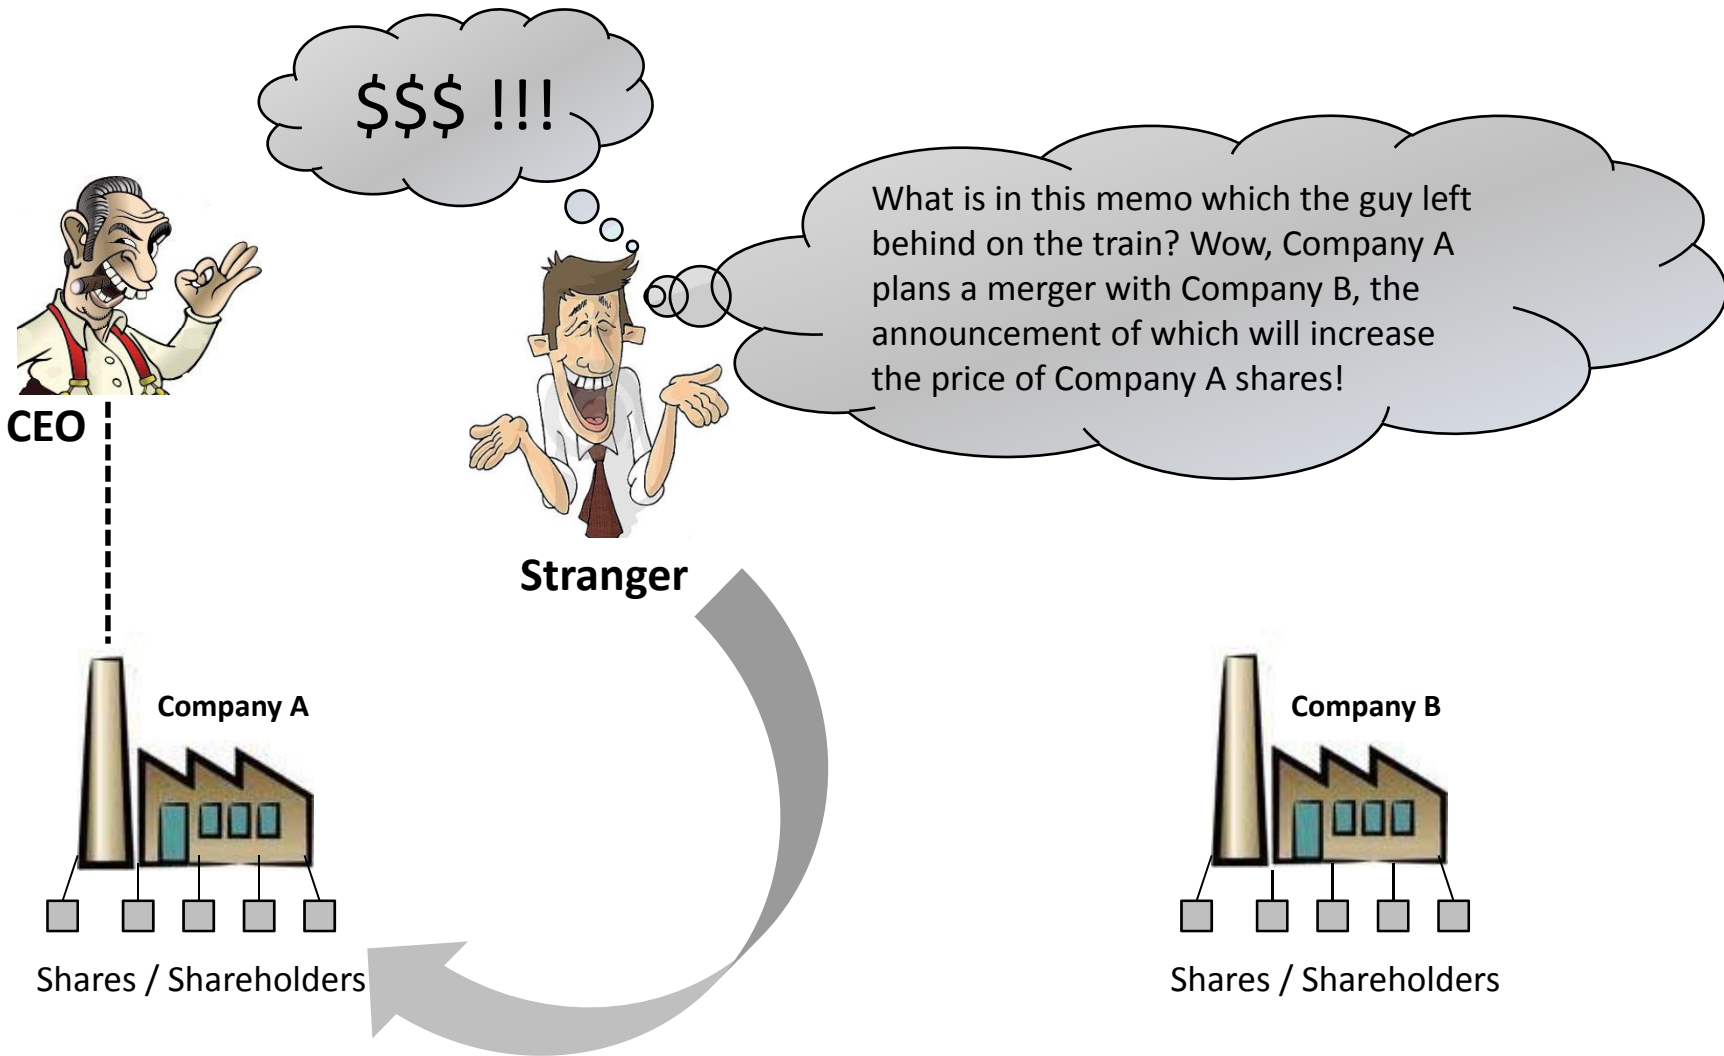 $$$ !!!
What is in this memo which the guy left
behind on the train? Wow, Company A
plans a merger with Company B, the
announcement of which will increase
the price of Company A shares!
CEO
Stranger
Company A
Company B
Shares / Shareholders
Shares / Shareholders